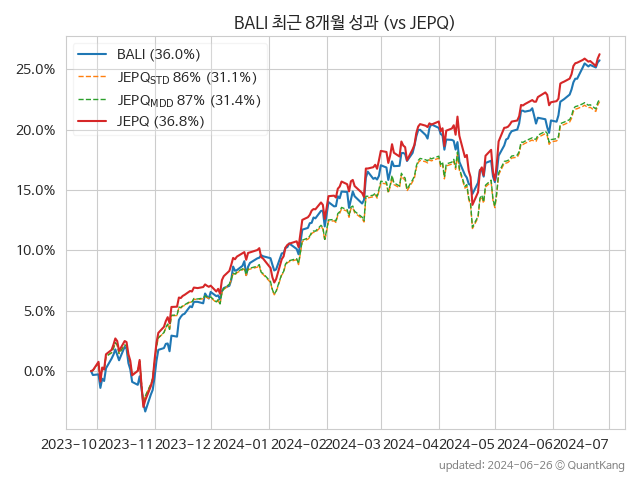 BALI 최근 8개월 성과 (vs JEPQ)
BALI (36.0%)
JEPQSTD 86% (31.1%)
JEPQMDD 87% (31.4%)
JEPQ (36.8%)
25.0%
20.0%
15.0%
10.0%
5.0%
0.0%
2023-10 2023-11 2023-12 2024-01 2024-02 2024-03 2024-04 2024-05 2024-06 2024-07
updated: 2024-06-26 © QuantKang